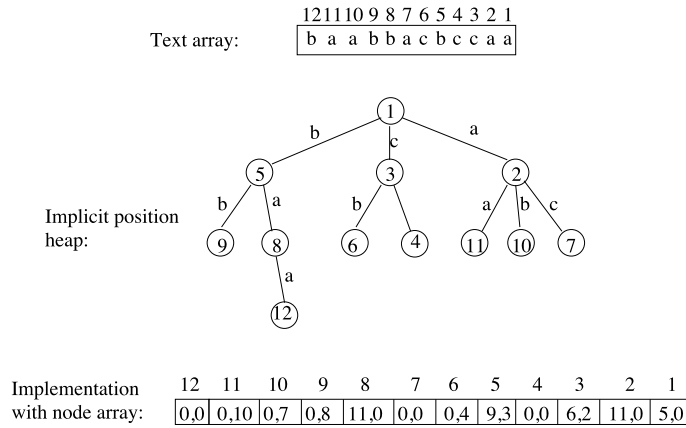 12 11 10 9 8 7 6 5 4 3 2 1
Text array: b a a b b a c b c c a a
1
b c a
5 3 2
b a b a b c
Implicit position
heap:
9 8 6 4 11 10 7
a
12
Implementation
with node array:
12 11 10 9 8 7 6 5 4 3 2 1
0,0 0,10 0,7 0,8 11,0 0,0 0,4 9,3 0,0 6,2 11,0 5,0